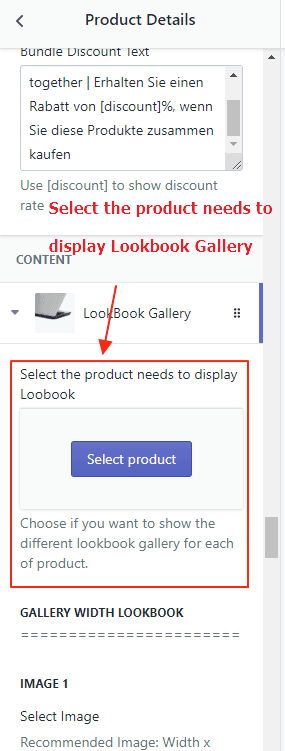 Product Details
Bundle Discount Text
together | Erhalten Sie einen
Rabatt von [discount]%, wenn
Sie diese Produkte zusammen
kaufen
Use [discount] to show discount
rate
Select the product needs to
display Lookbook Gallery
CONTENT
LookBook Gallery
Select the product needs to display
Loobook
Select product
Choose if you want to show the
different lookbook gallery for each
of product.
GALLERY WIDTH LOOKBOOK
========================
IMAGE 1
Select Image
Recommended Image: Width x